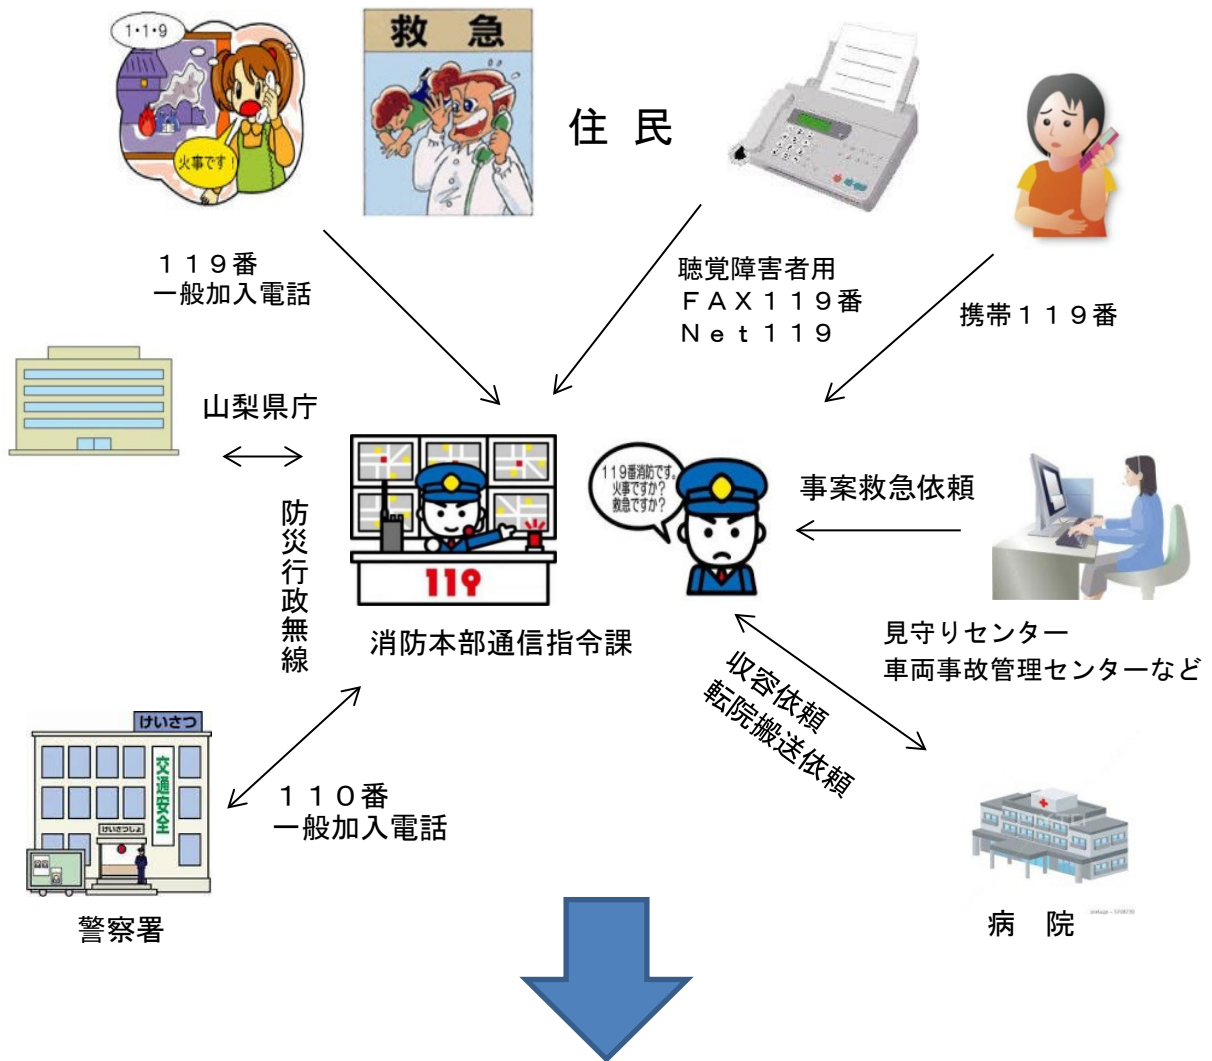 1・1・9
火事です！
救 急
住 民
１１９番
一般加入電話
聴覚障害者用
ＦＡＸ１１９番
Ｎｅｔ１１９
携帯１１９番
山梨県庁
防災行政無線
119
消防本部通信指令課
119番消防です。
火事ですか？
救急ですか？
事案救急依頼
見守りセンター
車両事故管理センターなど
収容依頼
転院搬送依頼
けいさつ
交通安全
けいさつしょ
警察署
１１０番
一般加入電話
病 院